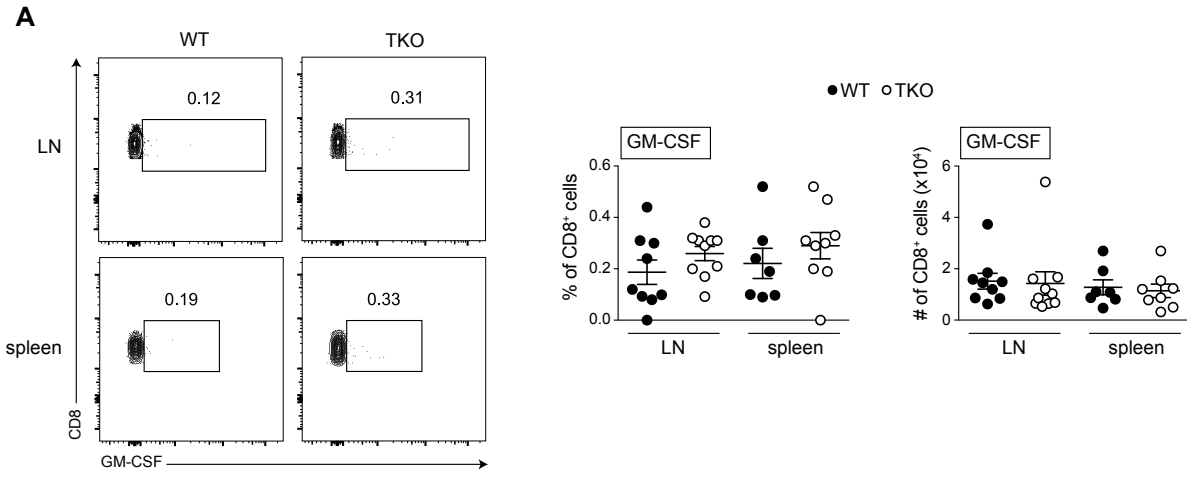 A
WT TKO
LN
0.12 0.31
spleen
0.19 0.33
CD8
GM-CSF
WT TKO
GM-CSF
% of CD8⁺ cells
0.6
0.4
0.2
0.0
LN spleen
GM-CSF
# of CD8⁺ cells (x10⁴)
6
4
2
0
LN spleen